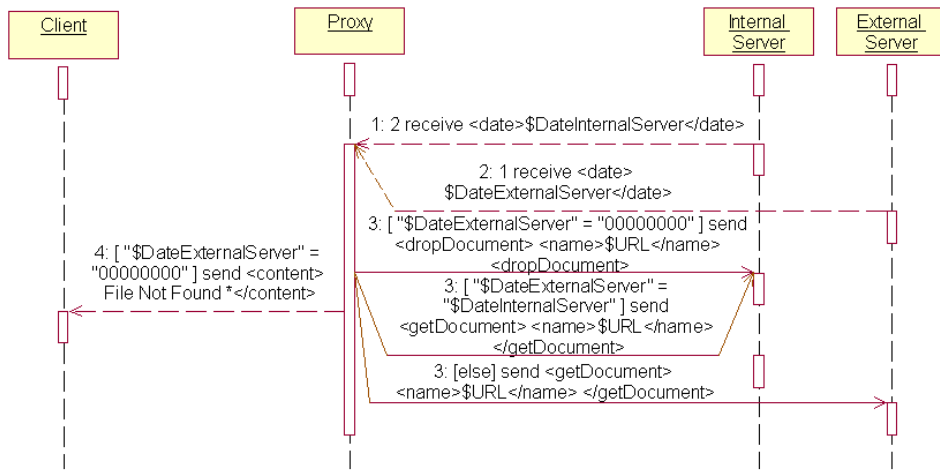 Client
Proxy
Internal
Server
External
Server
1: 2 receive <date>$DateInternalServer</date>
2: 1 receive <date>
$DateExternalServer</date>
3: [ "$DateExternalServer" = "00000000" ] send
<dropDocument> <name>$URL</name>
<dropDocument>
4: [ "$DateExternalServer" =
"00000000" ] send <content>
File Not Found *</content>
3: [ "$DateExternalServer" =
"$DateInternalServer" ] send
<getDocument> <name>$URL</name>
</getDocument>
3: [else] send <getDocument>
<name>$URL</name> </getDocument>